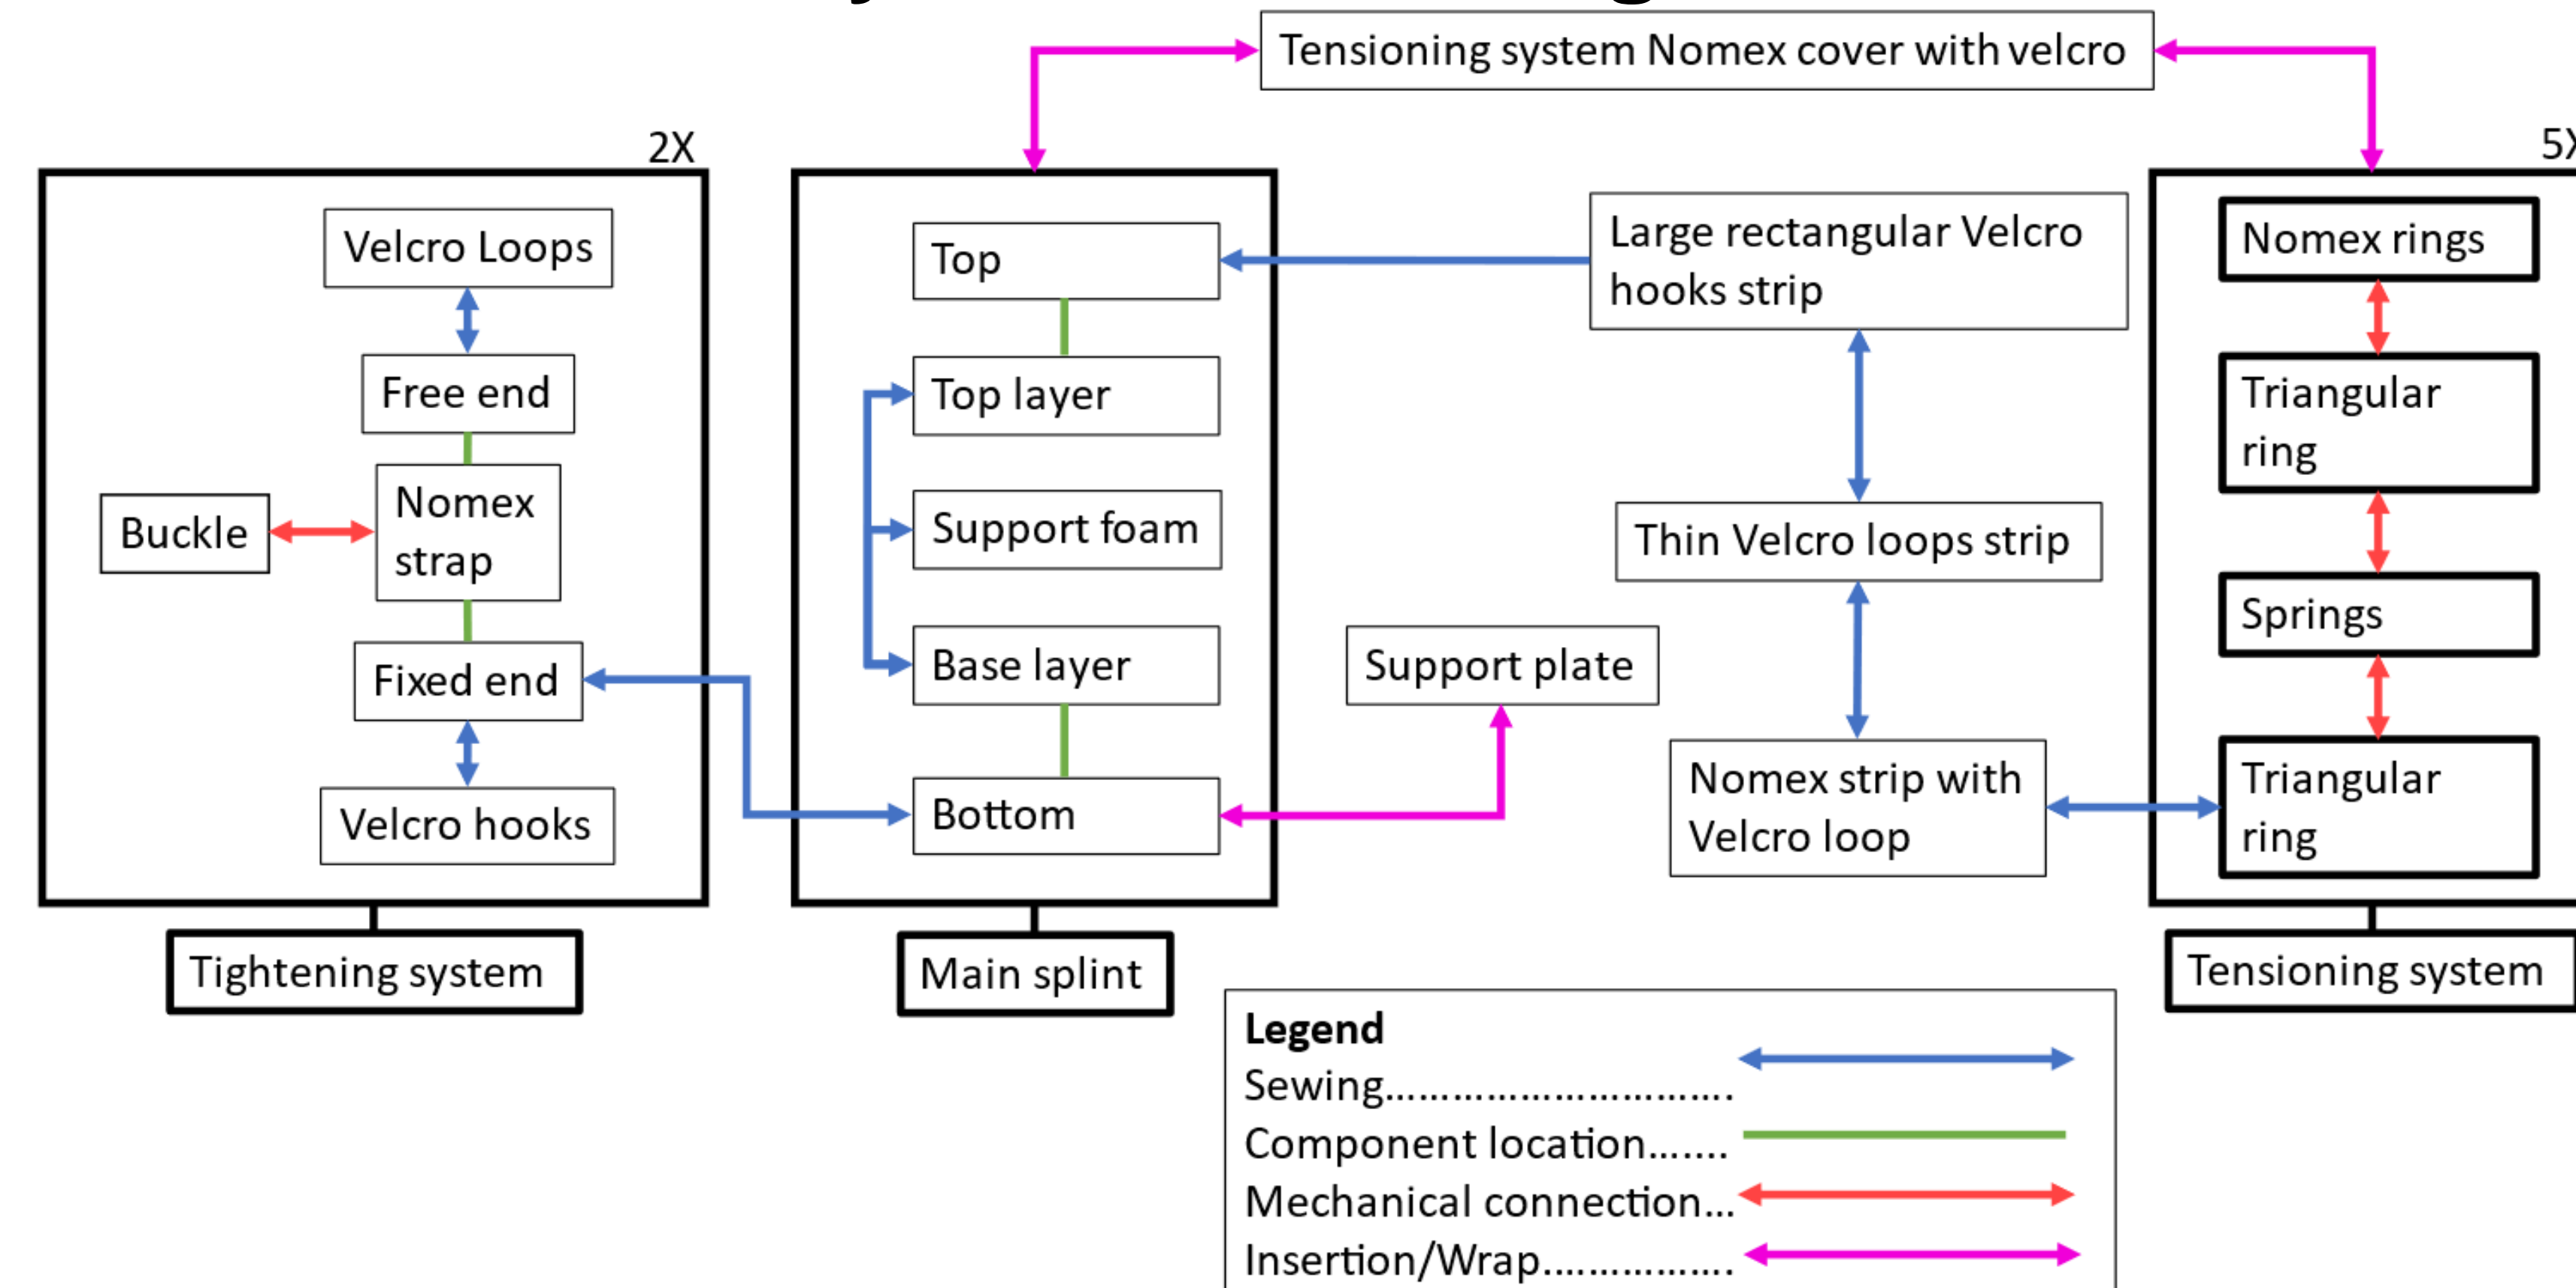 Tensioning system Nomex cover with velcro
2X
5X
Velcro Loops
Free end
Buckle
Nomex
strap
Fixed end
Velcro hooks
Tightening system
Top
Top layer
Support foam
Base layer
Bottom
Main splint
Large rectangular Velcro
hooks strip
Thin Velcro loops strip
Support plate
Nomex strip with
Velcro loop
Nomex rings
Triangular
ring
Springs
Triangular
ring
Tensioning system
Legend
Sewing................................
Component location.......
Mechanical connection...
Insertion/Wrap..................